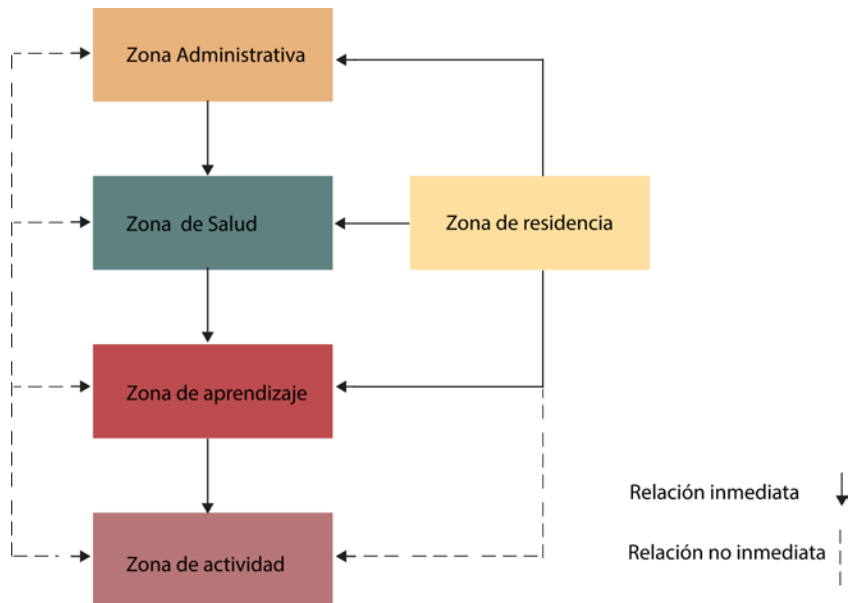 Zona Administrativa
Zona de Salud
Zona de residencia
Zona de aprendizaje
Zona de actividad
Relación inmediata
Relación no inmediata